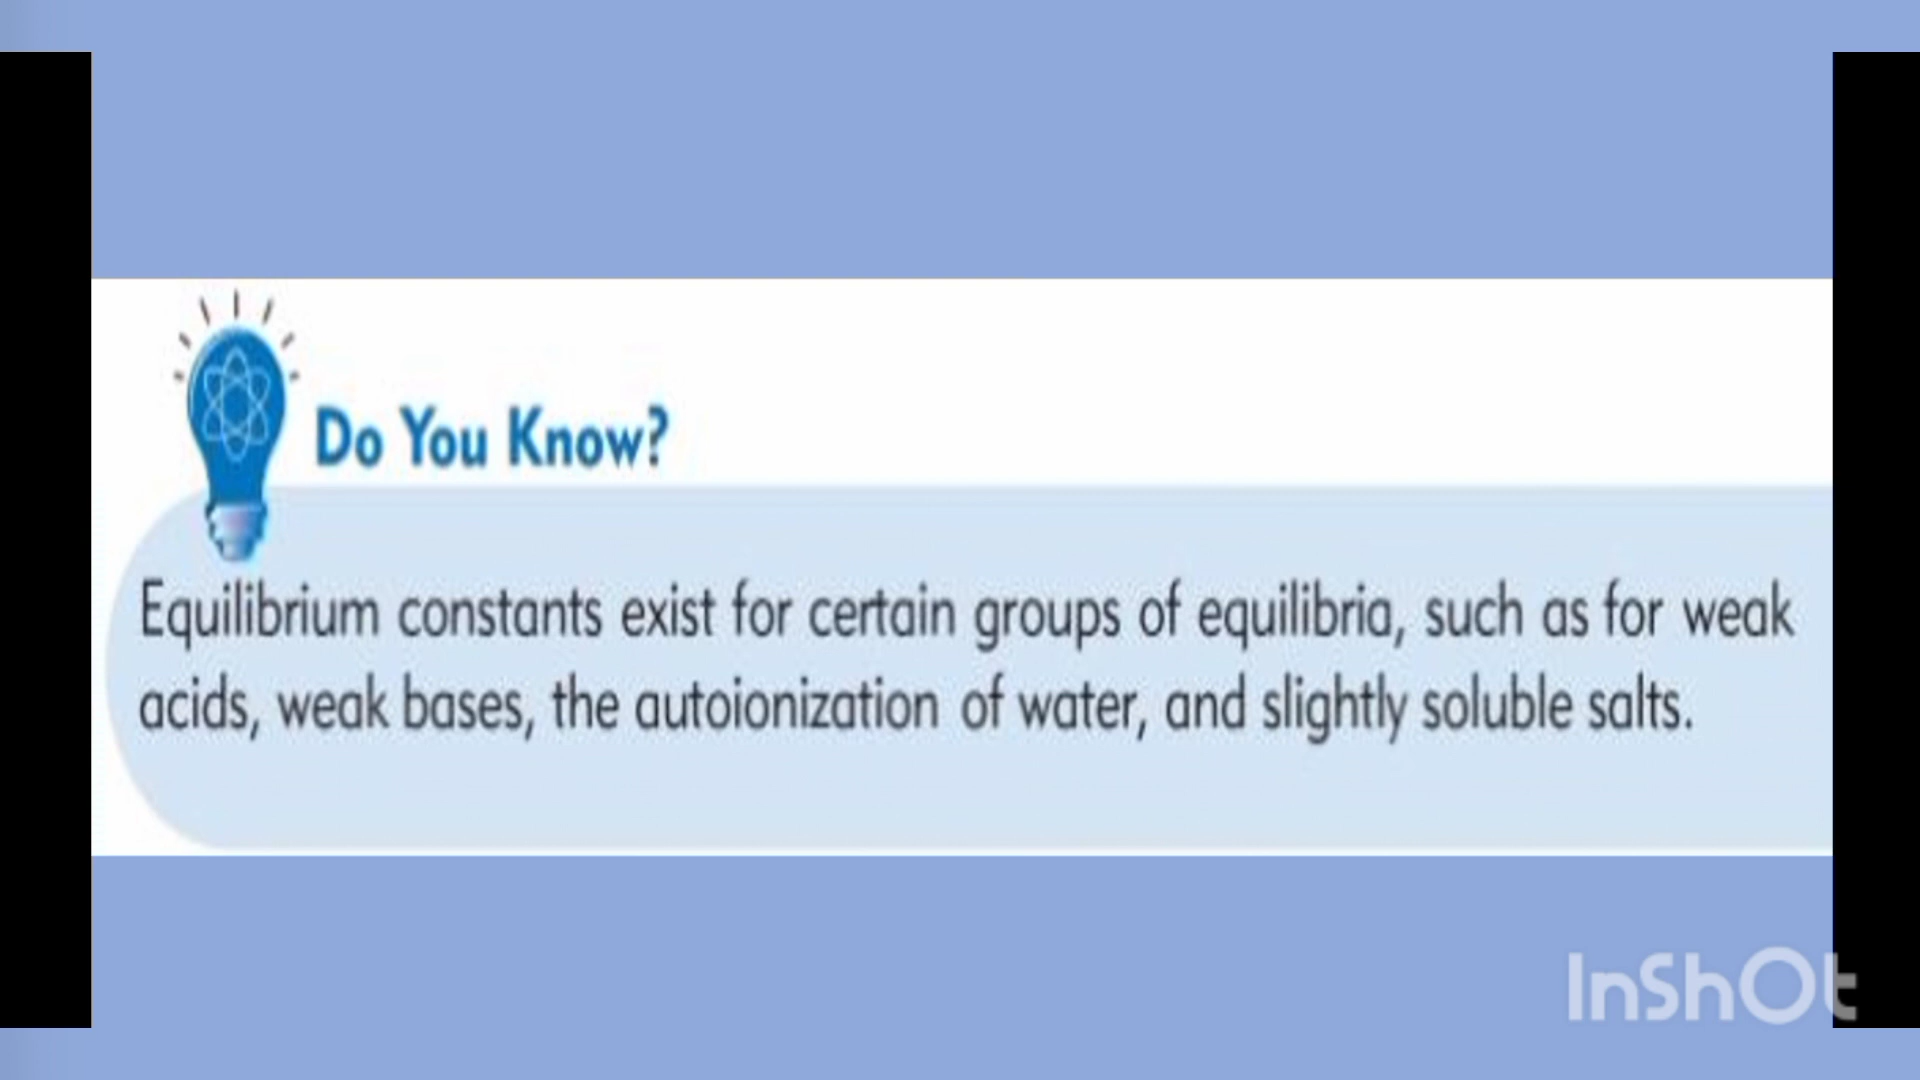 Do You Know?
Equilibrium constants exist for certain groups of equilibria, such as for weak
acids, weak bases, the autoionization of water, and slightly soluble salts.
InShOt